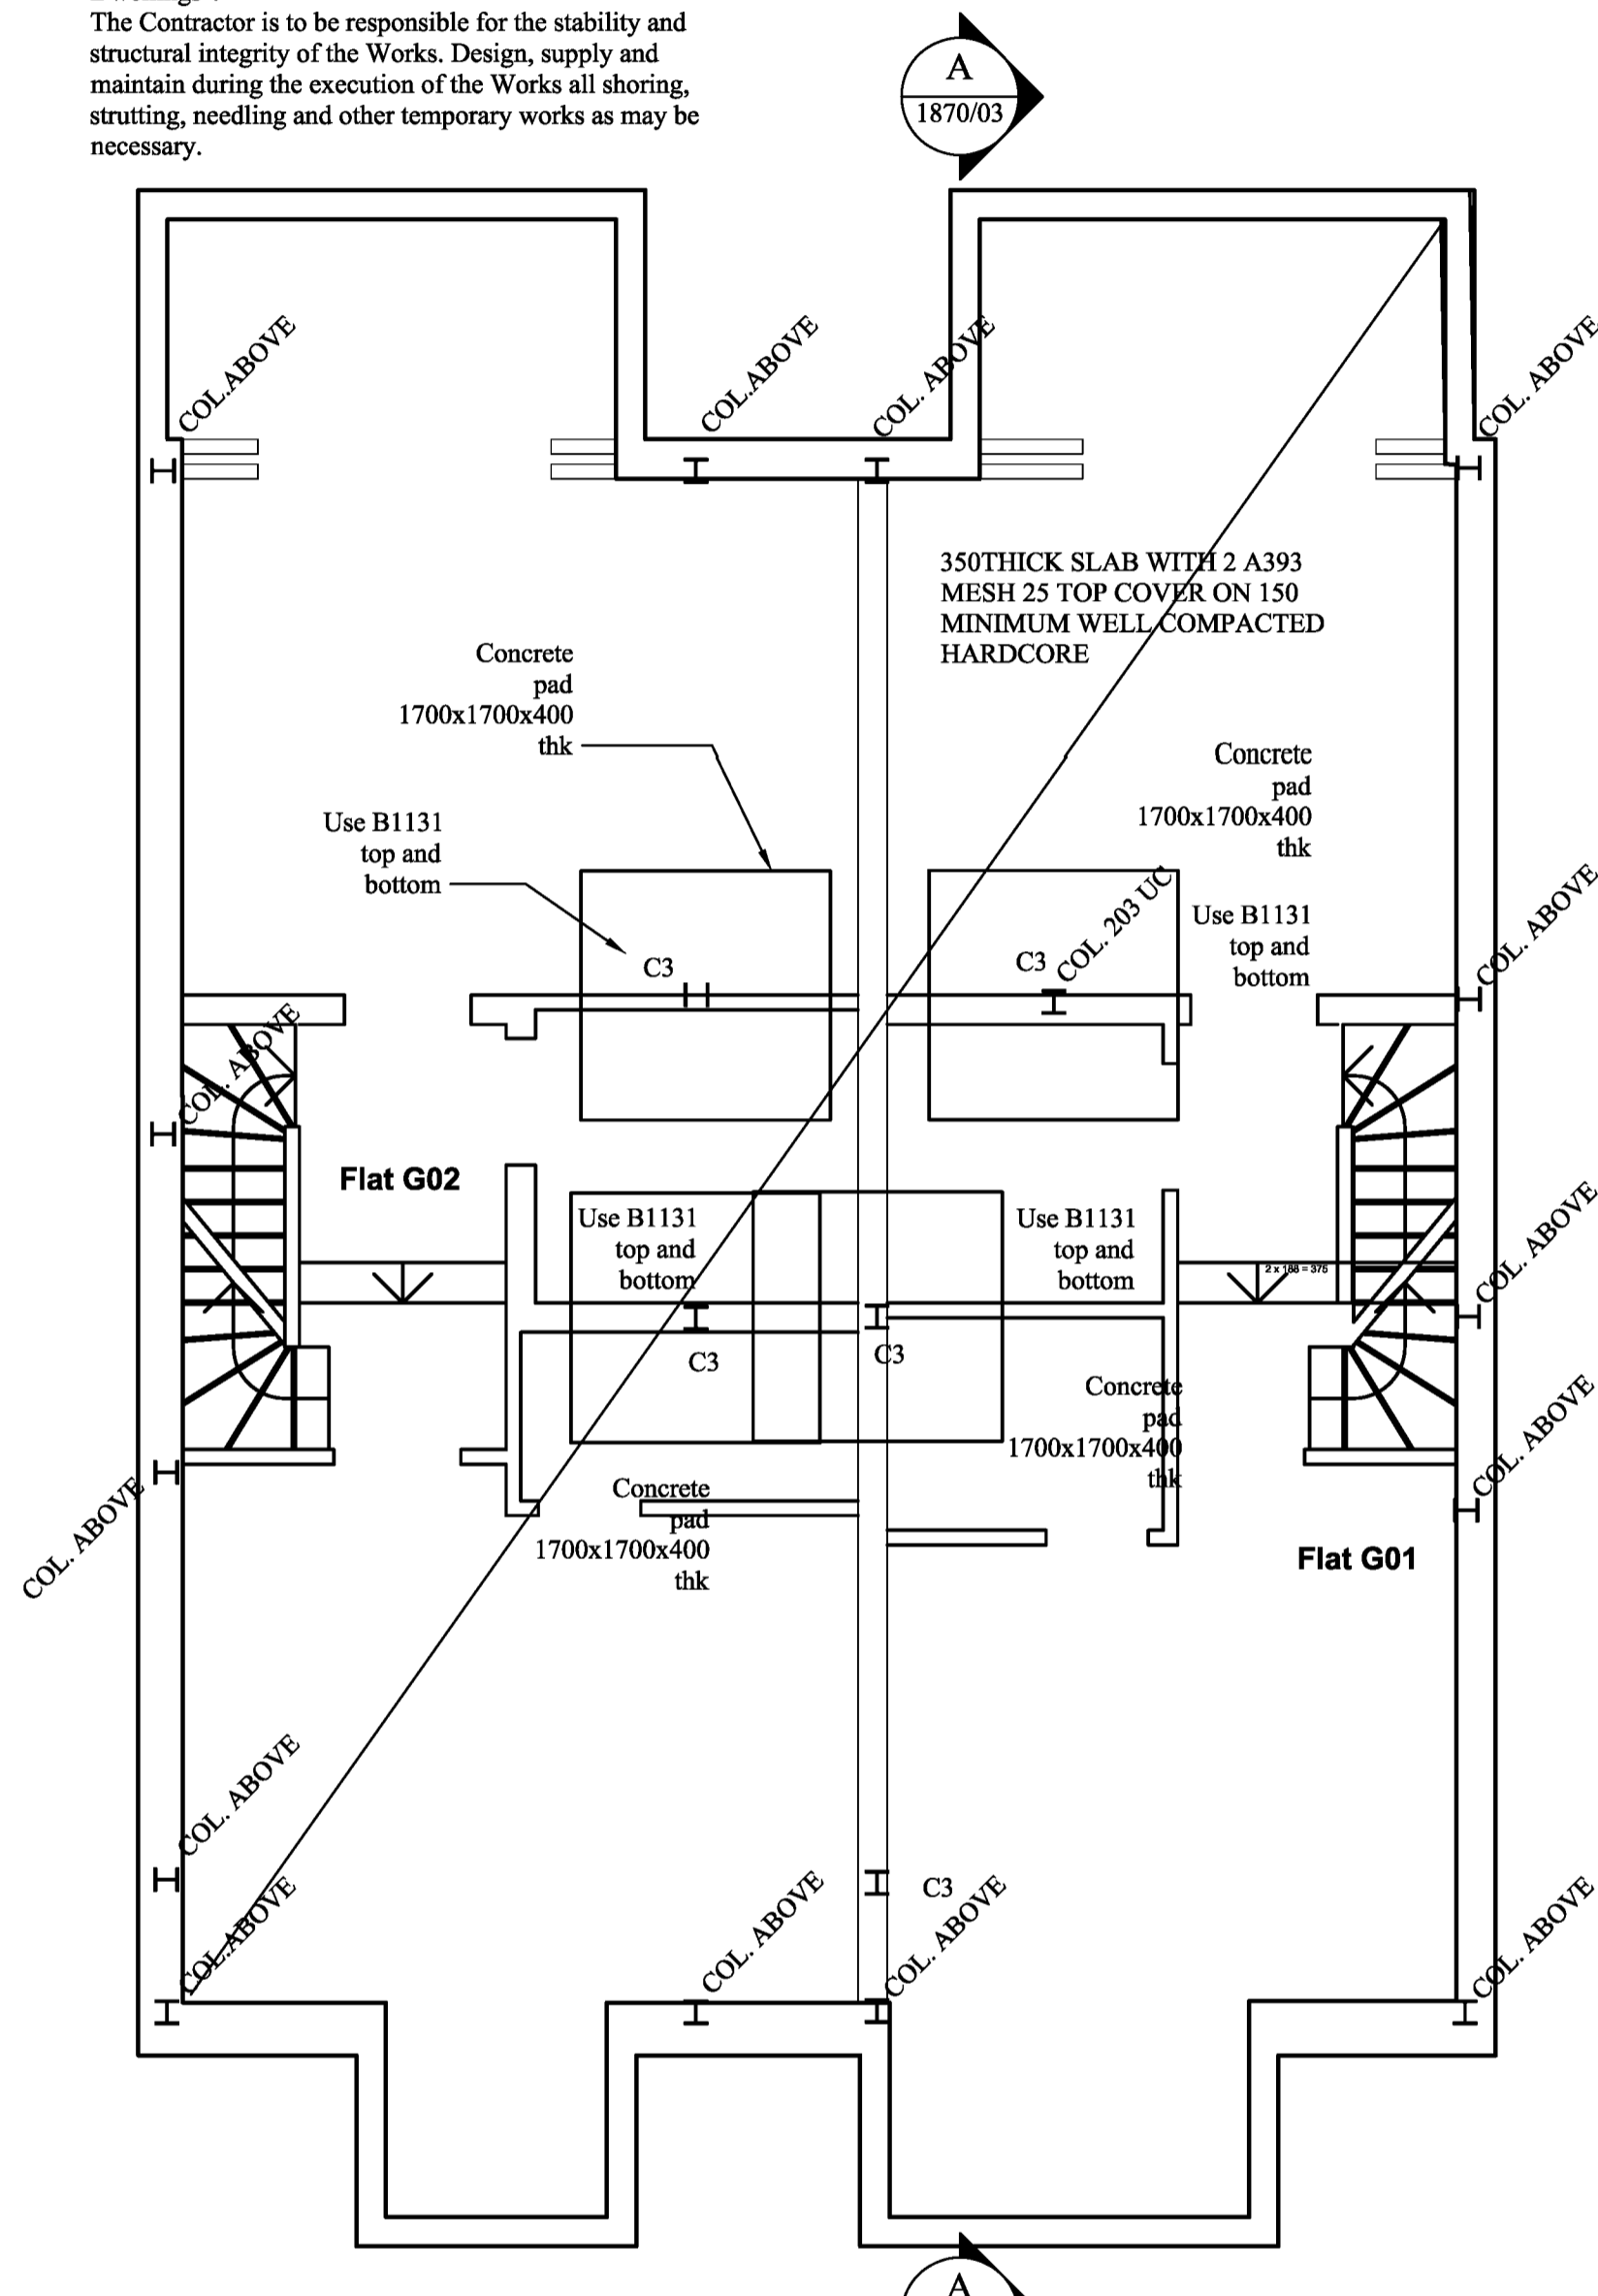 The Contractor is to be responsible for the stability and
structural integrity of the Works. Design, supply and
maintain during the execution of the Works all shoring,
strutting, needling and other temporary works as may be
necessary.
A
1870/03
COL.ABOVE
COL.ABOVE
COL. ABOVE
COL. ABOVE
350THICK SLAB WITH 2 A393
MESH 25 TOP COVER ON 150
MINIMUM WELL COMPACTED
HARDCORE
Concrete
pad
1700x1700x400
thk
Concrete
pad
1700x1700x400
thk
Use B1131
top and
bottom
C3
C3
COL. 203 UC
Use B1131
top and
bottom
COL. ABOVE
COL. ABOVE
Flat G02
Use B1131
top and
bottom
Use B1131
top and
bottom
2 x 188 = 375
COL. ABOVE
C3
C3
Concrete
pad
1700x1700x400
thk
COL. ABOVE
COL. ABOVE
Concrete
pad
1700x1700x400
thk
Flat G01
COL. ABOVE
C3
COL.ABOVE
COL. ABOVE
COL. ABOVE
COL. ABOVE
A